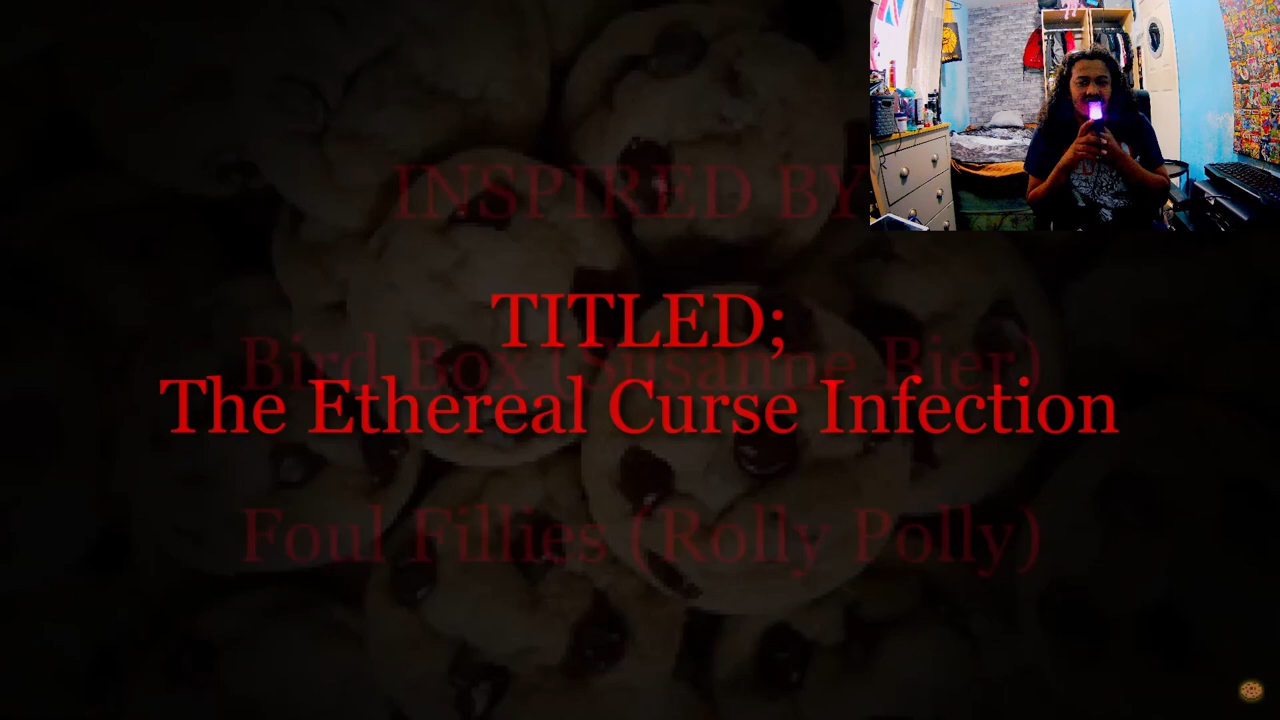 INSPIRED BY
TITLED;
Bird Box (Susanne Bier)
The Ethereal Curse Infection
Foul Fillies (Rolly Polly)